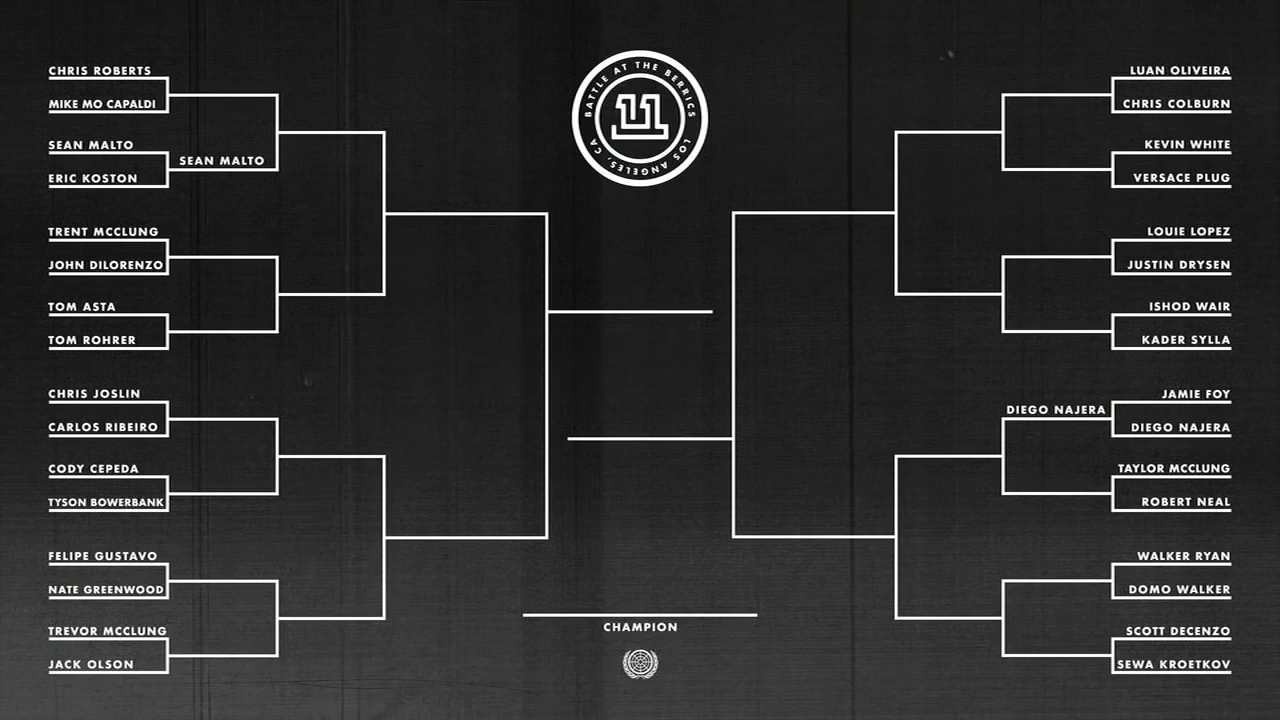 BATTLE AT THE BERRICS
11
LOS ANGELES, CA
CHRIS ROBERTS
MIKE MO CAPALDI
SEAN MALTO
SEAN MALTO
ERIC KOSTON
TRENT MCCLUNG
JOHN DILORENZO
TOM ASTA
TOM ROHRER
CHRIS JOSLIN
CARLOS RIBEIRO
CODY CEPEDA
TYSON BOWERBANK
FELIPE GUSTAVO
NATE GREENWOOD
TREVOR MCCLUNG
JACK OLSON
LUAN OLIVEIRA
CHRIS COLBURN
KEVIN WHITE
VERSACE PLUG
LOUIE LOPEZ
JUSTIN DRYSEN
ISHOD WAIR
KADER SYLLA
JAMIE FOY
DIEGO NAJERA
DIEGO NAJERA
TAYLOR MCCLUNG
ROBERT NEAL
WALKER RYAN
DOMO WALKER
SCOTT DECENZO
SEWA KROETKOV
CHAMPION